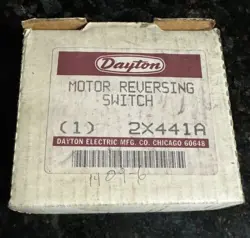 Dayton
MOTOR REVERSING
SWITCH
(1) 2X441A
DAYTON ELECTRIC MFG. CO. CHICAGO 60648